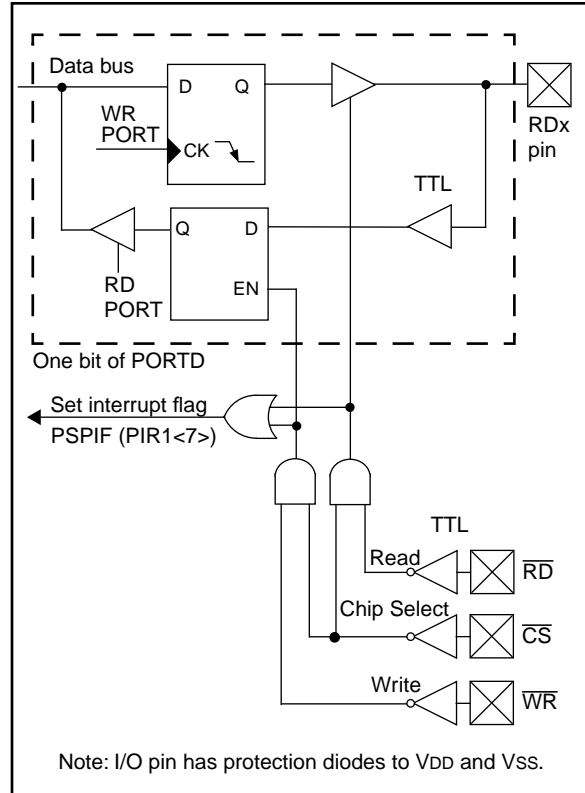 Data bus
D Q
WR
PORT
CK
RDx
pin
TTL
Q D
EN
RD
PORT
One bit of PORTD
Set interrupt flag
PSPIF (PIR1<7>)
TTL
Read
RD
Chip Select
CS
Write
WR
Note: I/O pin has protection diodes to VDD and VSS.